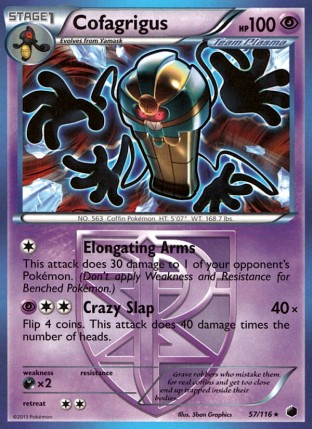 STAGE1
Cofagrigus
HP 100
Evolves from Yamask
Team Plasma
NO. 563 Coffin Pokémon HT. 5'07" WT. 168.7 lbs.
Elongating Arms
This attack does 30 damage to 1 of your opponent's
Pokémon. (Don't apply Weakness and Resistance for
Benched Pokémon.)
Crazy Slap 40×
Flip 4 coins. This attack does 40 damage times the
number of heads.
weakness
resistance
×2
retreat
Grave robbers who mistake them
for real coffins and get too close
end up trapped inside their
bodies.
©2013 Pokémon
Illus. 5ban Graphics
57/116 ★